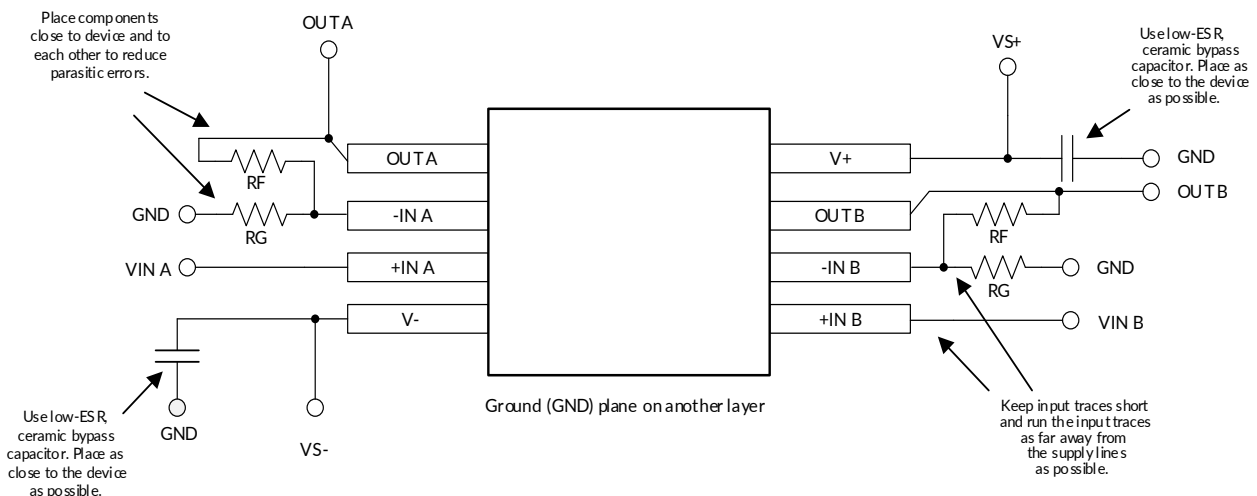 Place components
close to device and to
each other to reduce
parasitic errors.
OUTA
VS+
Use low-ESR,
ceramic bypass
capacitor. Place as
close to the device
as possible.
OUTA
V+
GND
RF
OUTB
GND
-IN A
OUTB
RF
RG
VIN A
+IN A
-IN B
GND
RG
V-
+IN B
VIN B
Ground (GND) plane on another layer
Use low-ESR,
ceramic bypass
capacitor. Place as
close to the device
as possible.
GND
VS-
Keep input traces short
and run the input traces
as far away from
the supply lines
as possible.